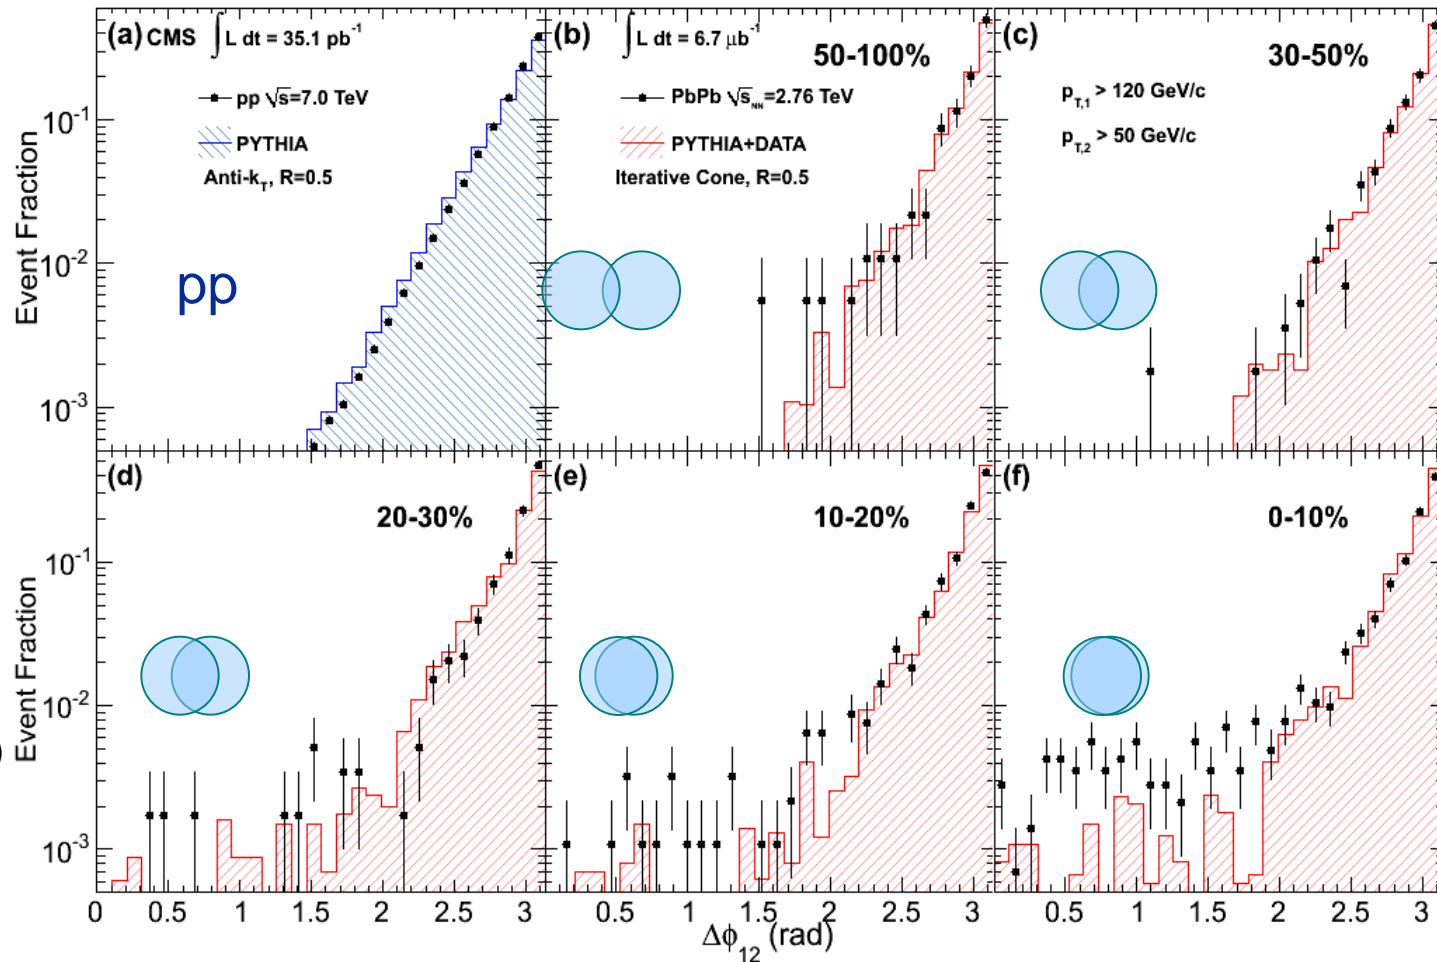 (a) CMS ∫ L dt = 35.1 pb⁻¹
pp √s=7.0 TeV
PYTHIA
Anti-k_T, R=0.5
pp
(b) ∫ L dt = 6.7 μb⁻¹
50-100%
PbPb √s_NN=2.76 TeV
PYTHIA+DATA
Iterative Cone, R=0.5
(c)
30-50%
p_T,1 > 120 GeV/c
p_T,2 > 50 GeV/c
10⁻¹
10⁻²
10⁻³
Event Fraction
(d)
20-30%
(e)
10-20%
(f)
0-10%
10⁻¹
10⁻²
10⁻³
Event Fraction
0 0.5 1 1.5 2 2.5 3 0.5 1 1.5 2 2.5 3 0.5 1 1.5 2 2.5 3
Δϕ₁₂ (rad)